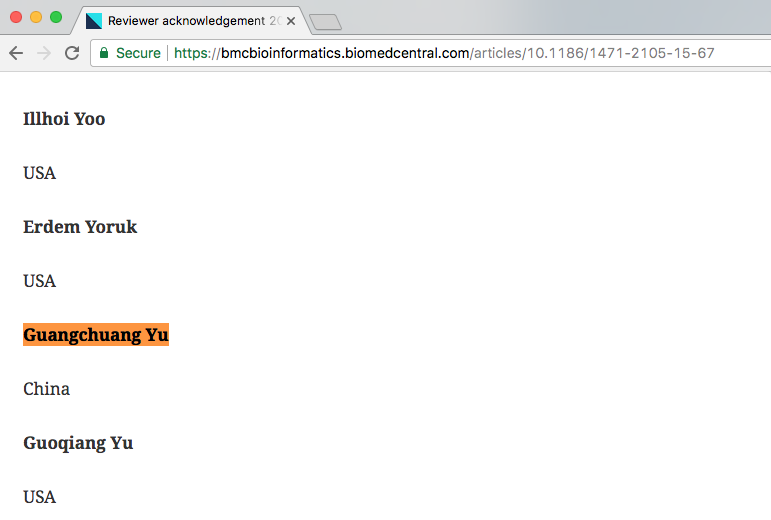 Reviewer acknowledgement 20
Secure https://bmcbioinformatics.biomedcentral.com/articles/10.1186/1471-2105-15-67
Illhoi Yoo
USA
Erdem Yoruk
USA
Guangchuang Yu
China
Guoqiang Yu
USA